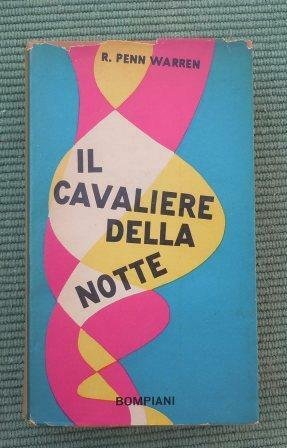 R. PENN WARREN
IL
CAVALIERE
DELLA
NOTTE
BOMPIANI